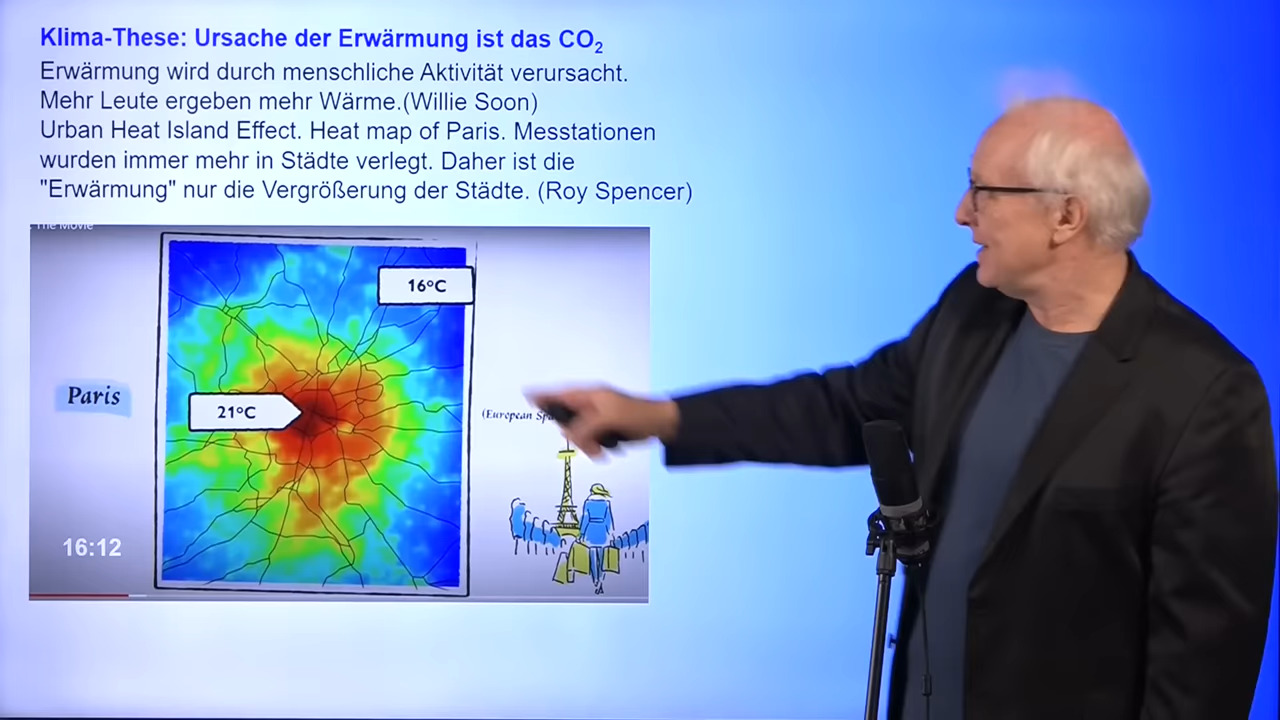 Klima-These: Ursache der Erwärmung ist das CO₂
Erwärmung wird durch menschliche Aktivität verursacht.
Mehr Leute ergeben mehr Wärme.(Willie Soon)
Urban Heat Island Effect. Heat map of Paris. Messtationen
wurden immer mehr in Städte verlegt. Daher ist die
"Erwärmung" nur die Vergrößerung der Städte. (Roy Spencer)
The Movie
16°C
Paris
21°C
(European
16:12